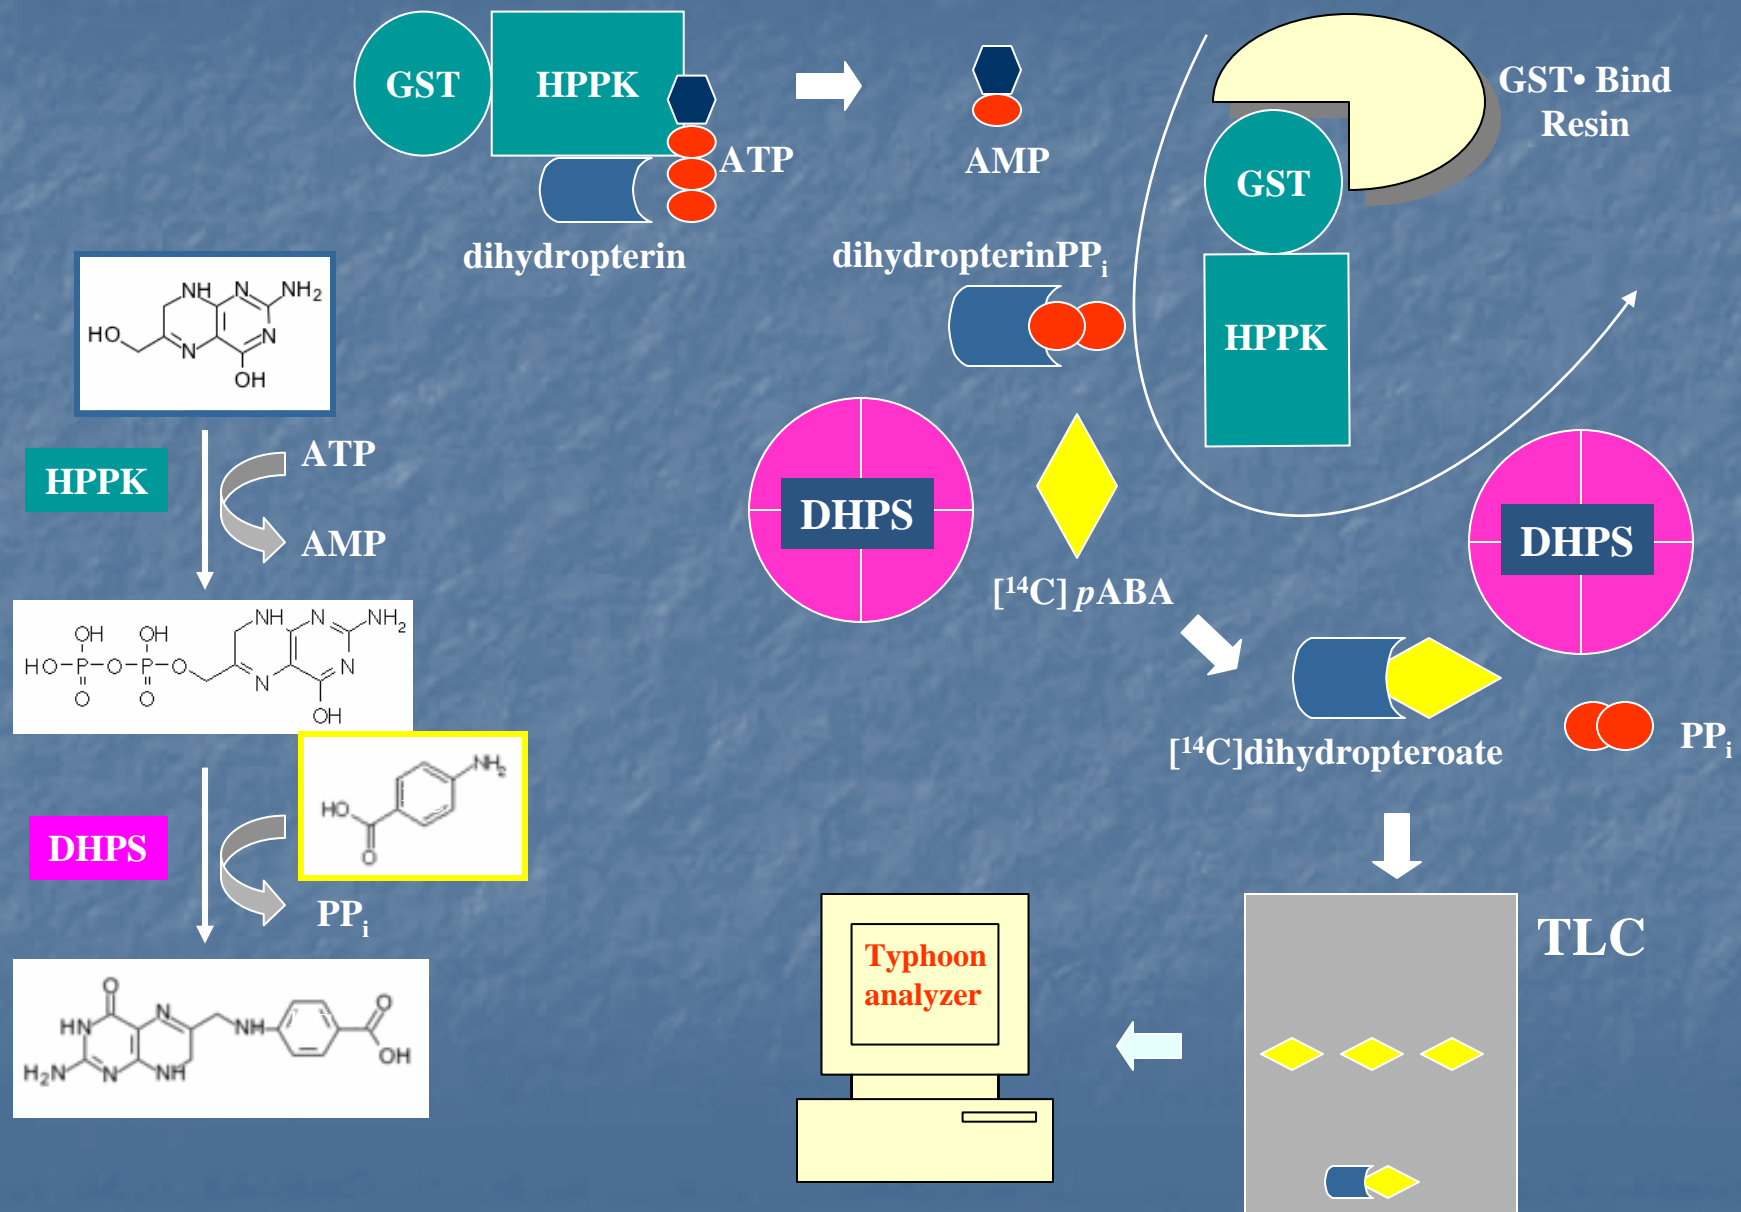 GST
HPPK
ATP
dihydropterin
AMP
dihydropterinPPi
GST• Bind
Resin
GST
HPPK
NH
N
NH2
HO
N
N
OH
HPPK
ATP
AMP
DHPS
[14C] pABA
DHPS
OH
OH
NH
N
NH2
HO
P
O
P
O
N
N
O
O
OH
[14C]dihydropteroate
PPi
NH2
HO
O
DHPS
PPi
TLC
Typhoon
analyzer
O
HN
N
NH
O
OH
H2N
N
NH